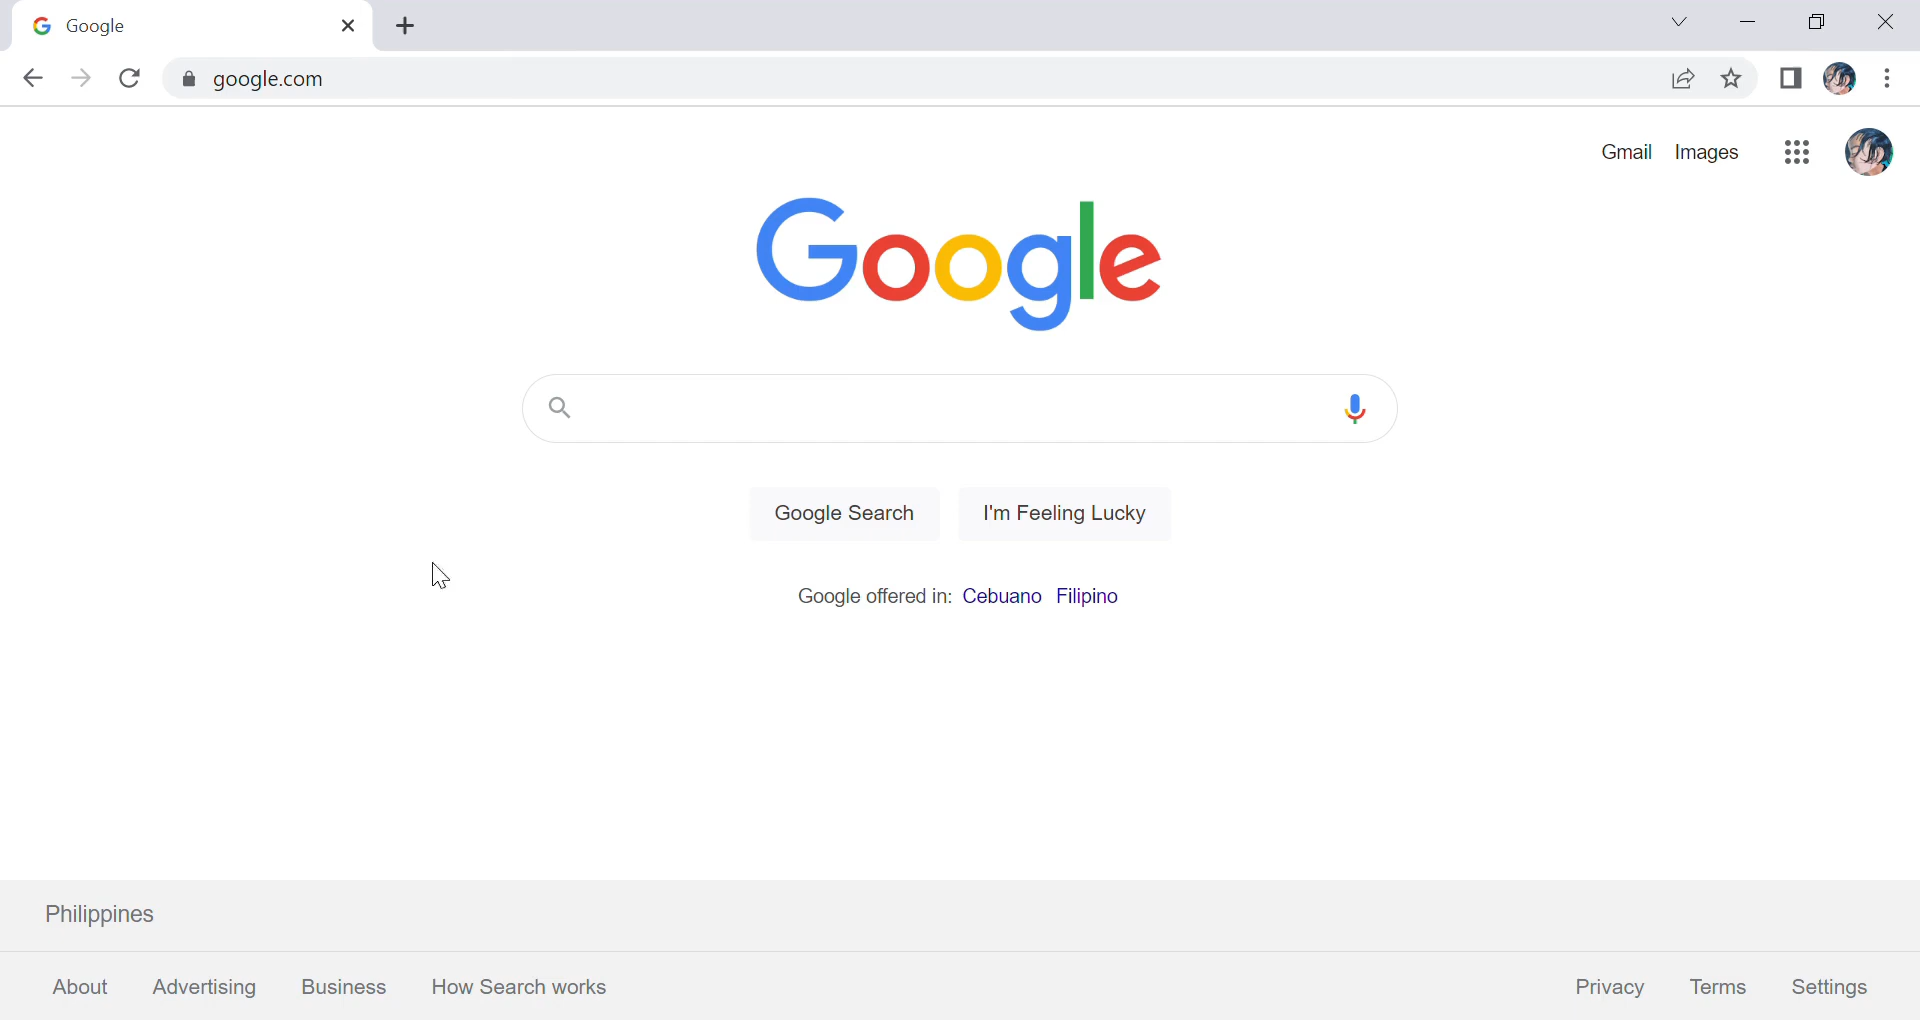 Google
google.com
Gmail Images
Google
Google Search I'm Feeling Lucky
Google offered in: Cebuano Filipino
Philippines
About Advertising Business How Search works Privacy Terms Settings